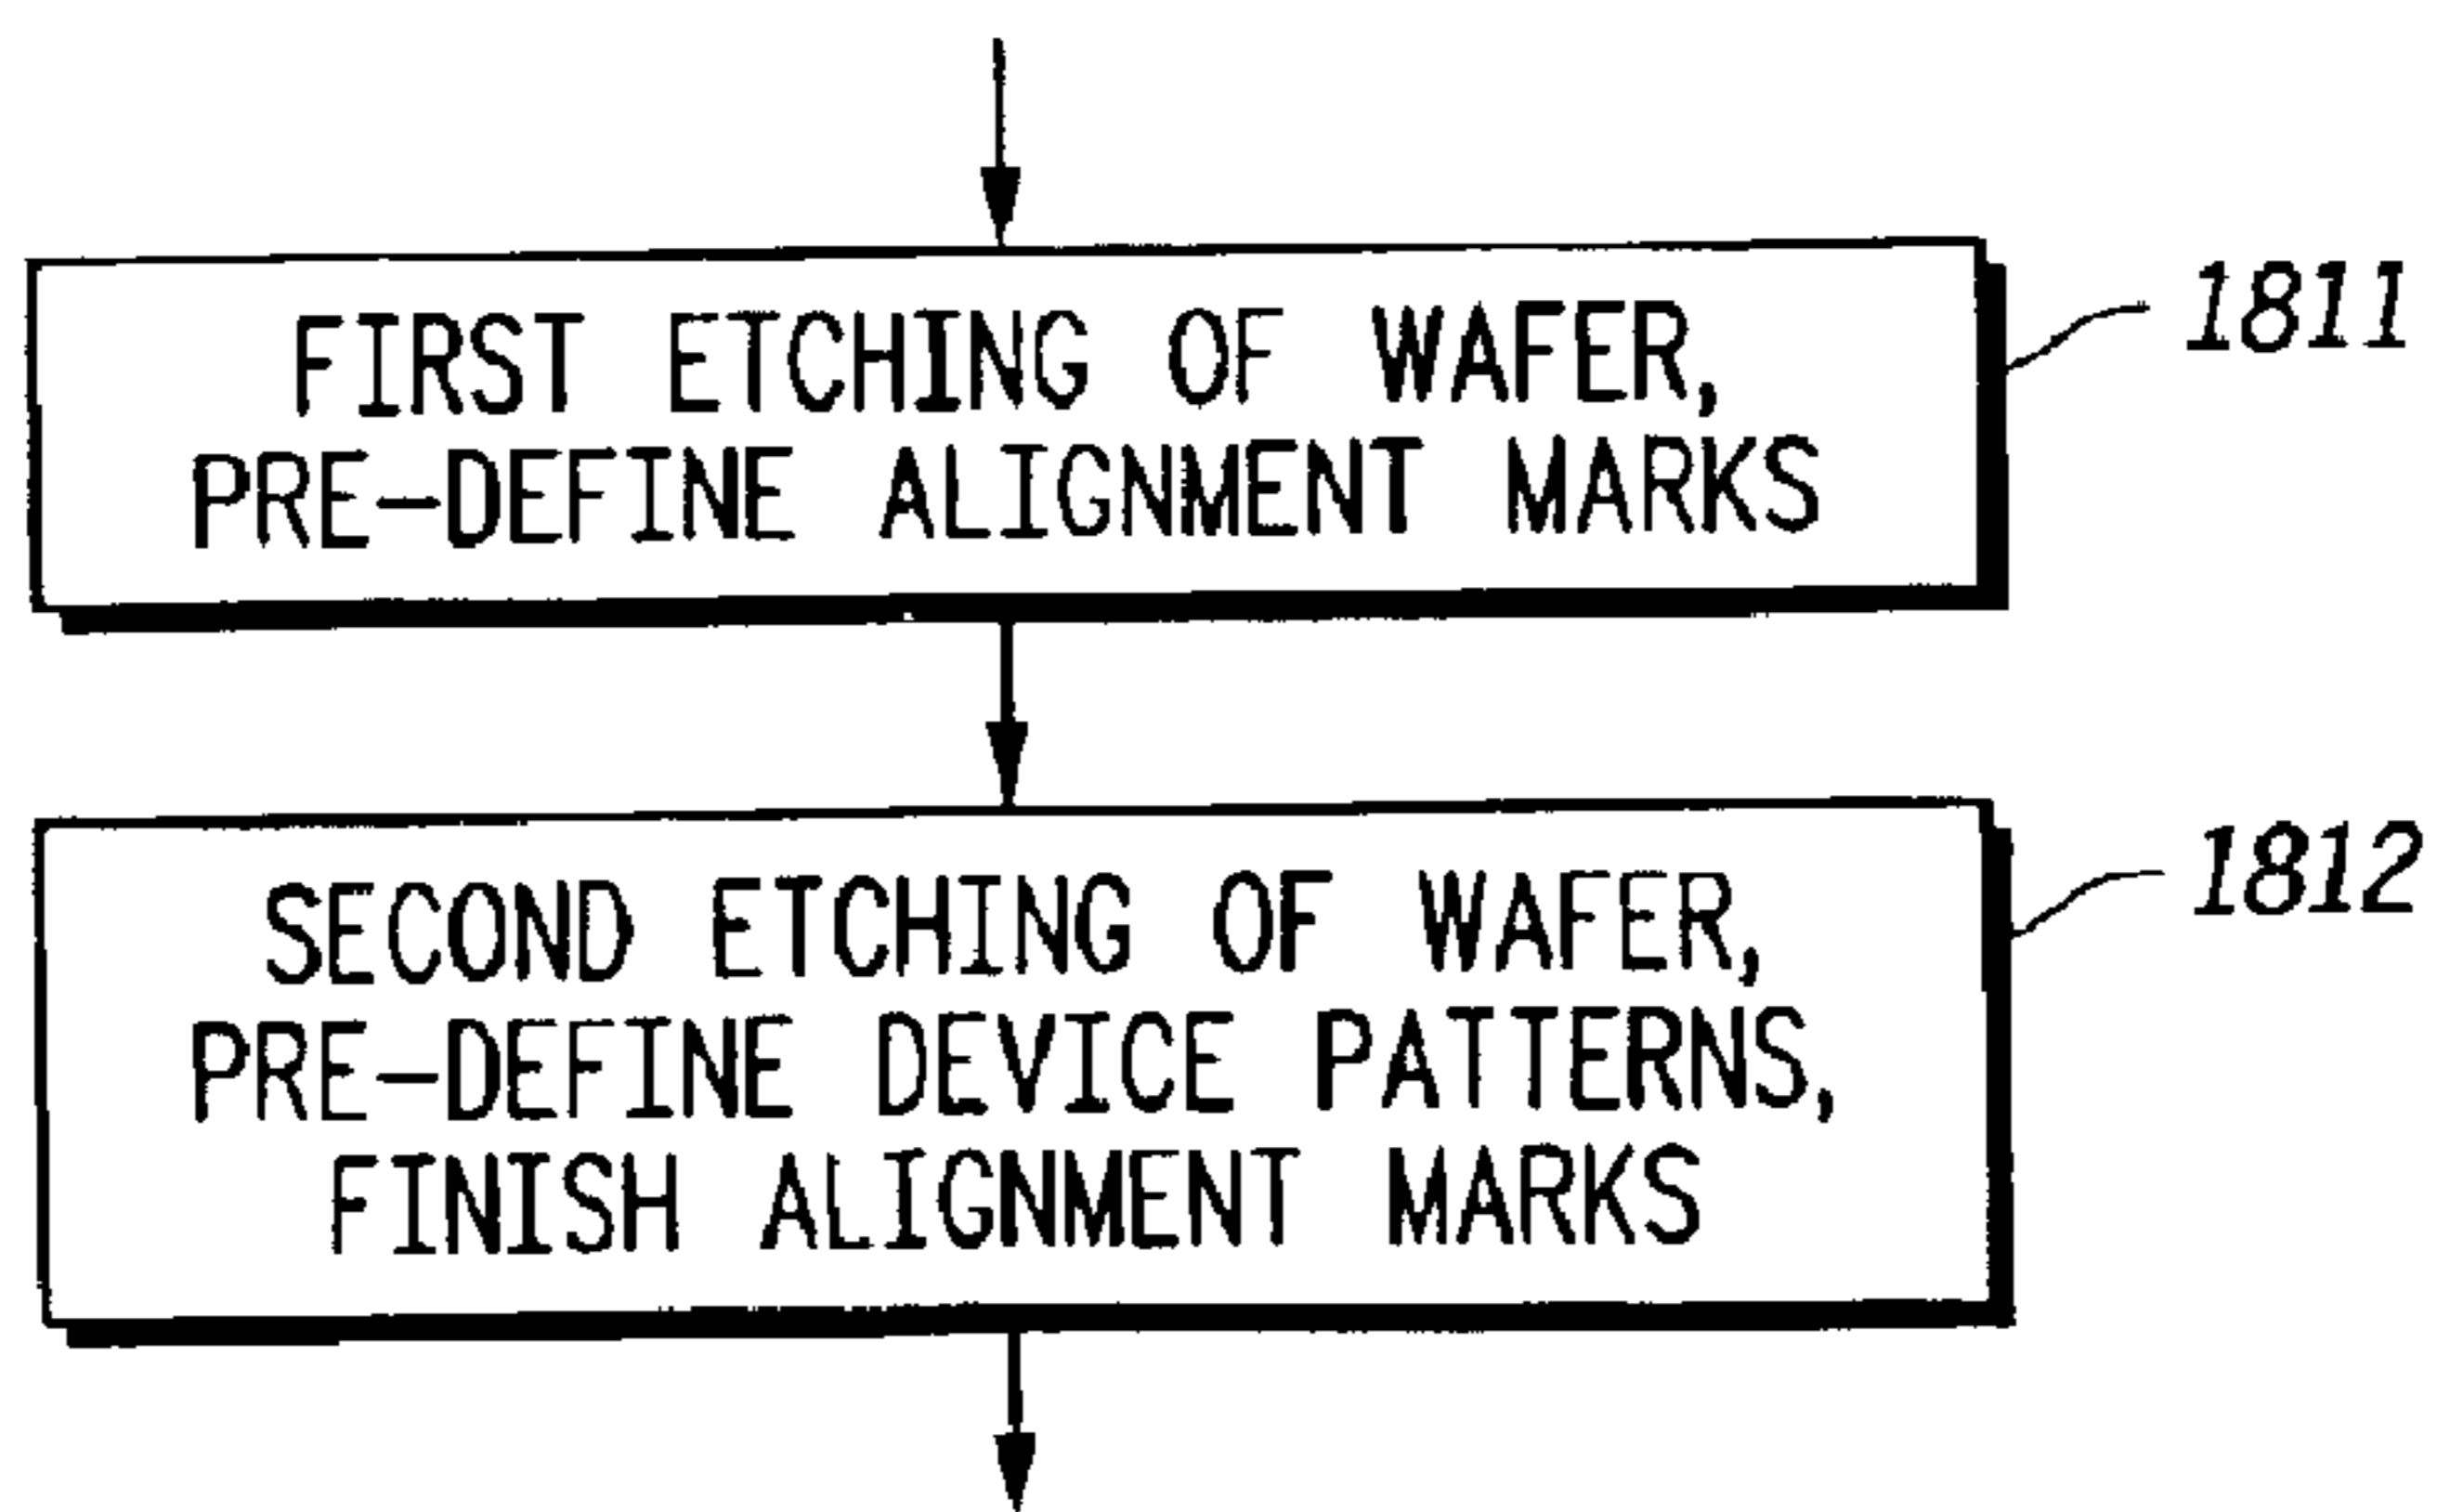 FIRST ETCHING OF WAFER,
PRE-DEFINE ALIGNMENT MARKS
1811
SECOND ETCHING OF WAFER,
PRE-DEFINE DEVICE PATTERNS,
FINISH ALIGNMENT MARKS
1812